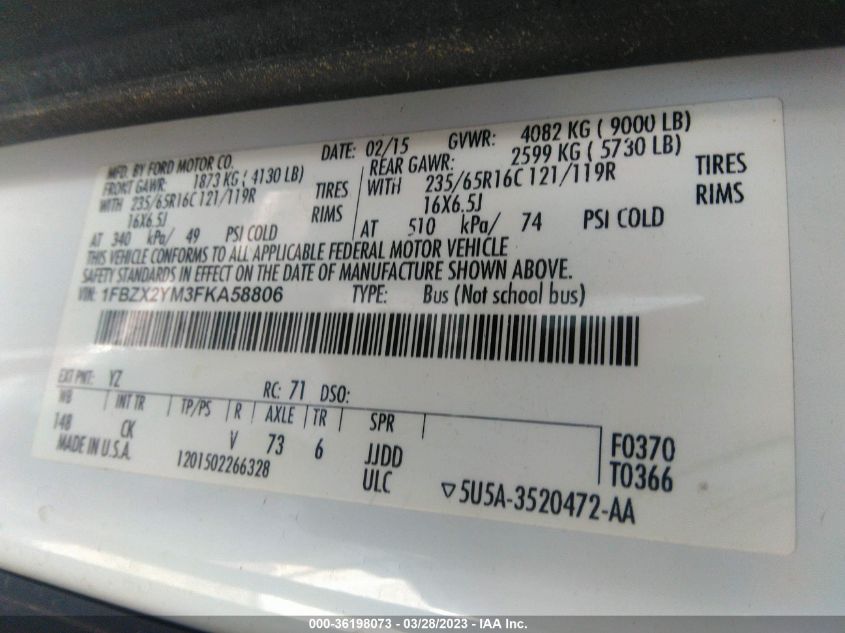 MFD. BY FORD MOTOR CO. DATE: 02/15 GVWR: 4082 KG ( 9000 LB)
FRONT GAWR: 1873 KG ( 4130 LB) REAR GAWR: 2599 KG ( 5730 LB)
WITH 235/65R16C 121/119R TIRES WITH 235/65R16C 121/119R TIRES
16X6.5J RIMS 16X6.5J RIMS
AT 340 kPa/ 49 PSI COLD AT 510 kPa/ 74 PSI COLD
THIS VEHICLE CONFORMS TO ALL APPLICABLE FEDERAL MOTOR VEHICLE
SAFETY STANDARDS IN EFFECT ON THE DATE OF MANUFACTURE SHOWN ABOVE.
VIN: 1FBZX2YM3FKA58806 TYPE: Bus (Not school bus)
EXT PNT: YZ RC: 71 DSO:
WB INT TR TP/PS R AXLE TR SPR
148 CK V 73 6 JJDD F0370
MADE IN U.S.A. 1201502266328 ULC T0366
5U5A-3520472-AA
000-36198073 - 03/28/2023 - IAA Inc.